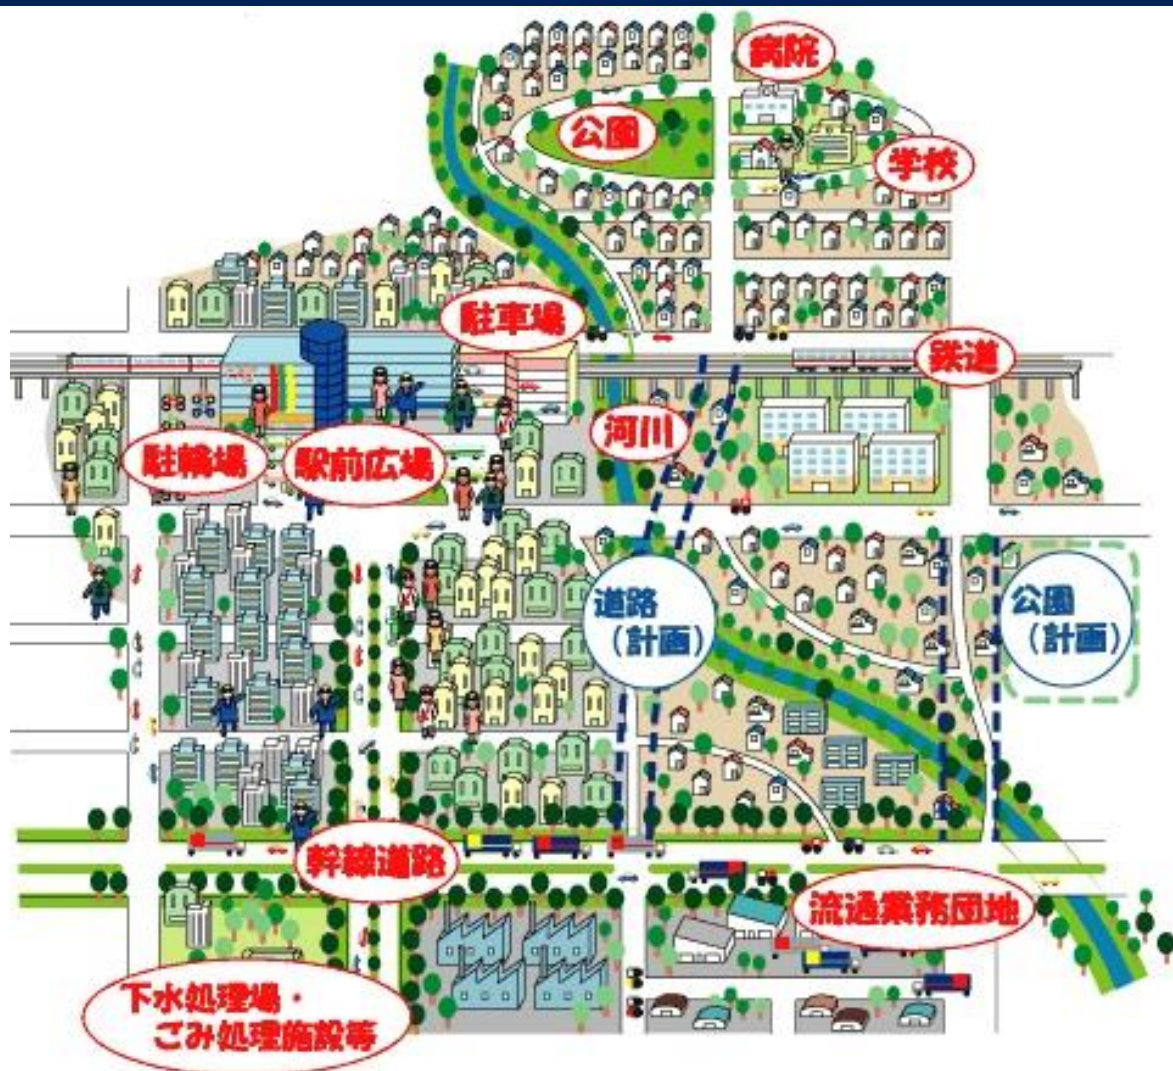 病院
公園
学校
駐車場
鉄道
河川
駐輪場
駅前広場
道路
（計画）
公園
（計画）
幹線道路
流通業務団地
下水処理場・
ごみ処理施設等